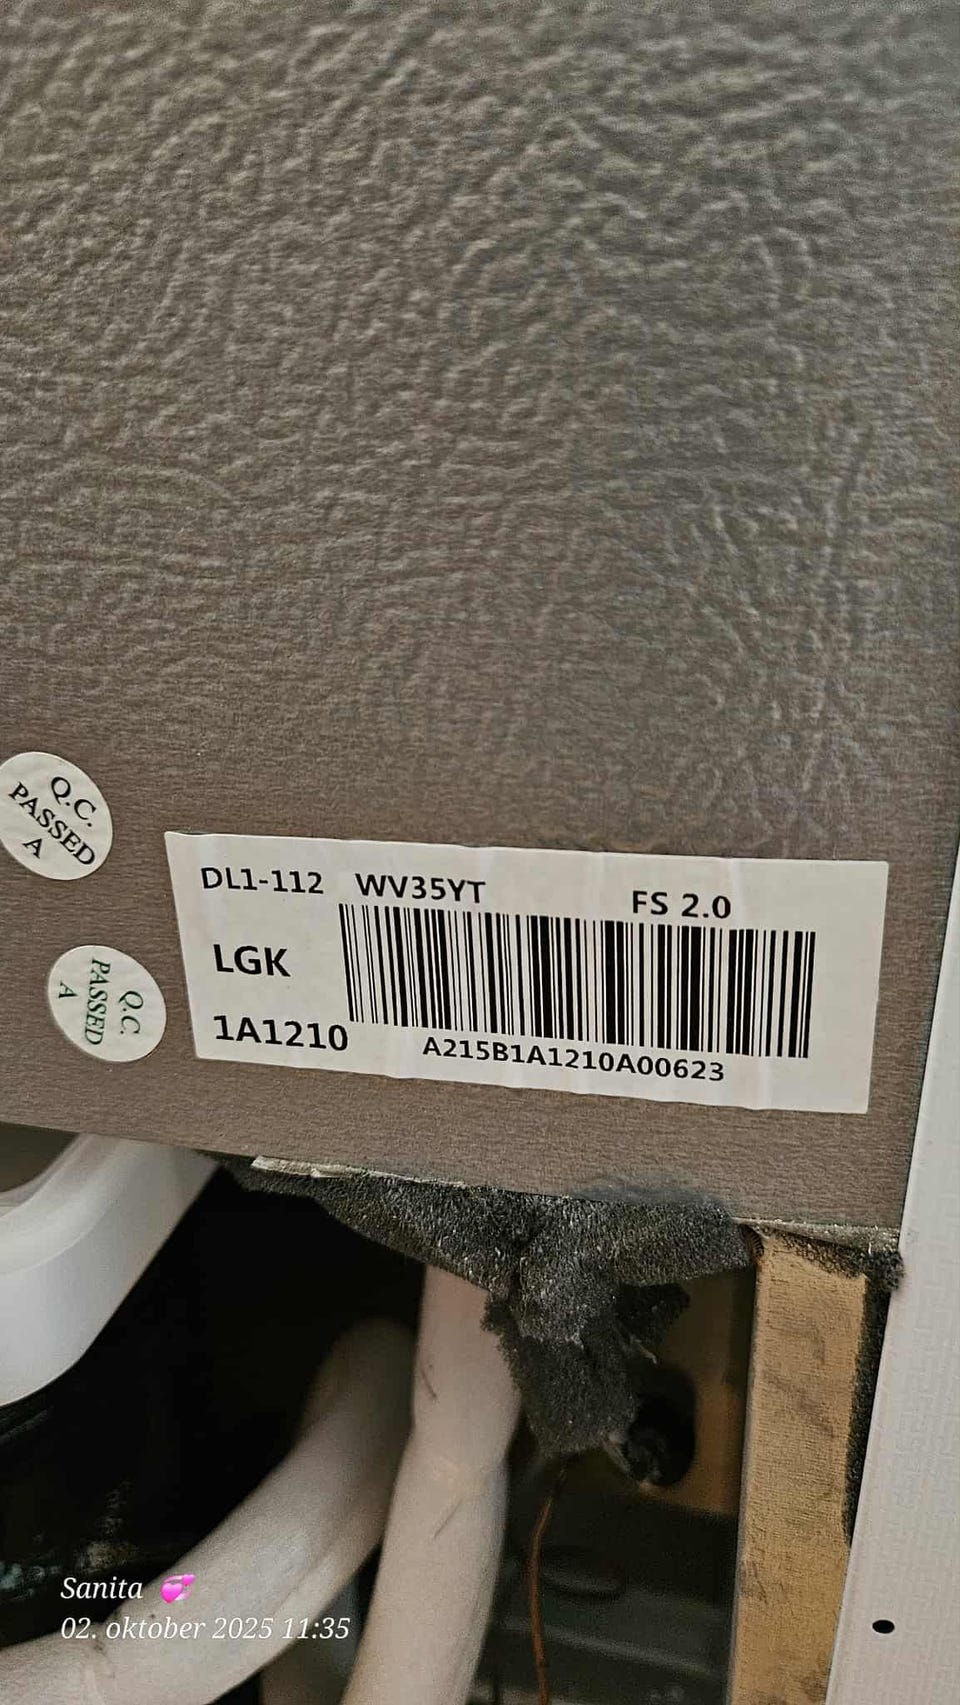 Q.C.
PASSED
A
DL1-112 WV35YT FS 2.0
LGK
1A1210
A215B1A1210A00623
Q.C.
PASSED
A
Sanita 💞
02. oktober 2025 11:35